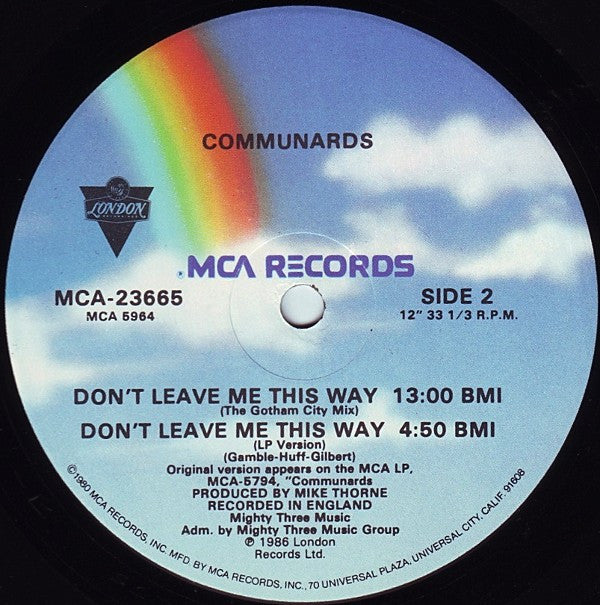 COMMUNARDS
LONDON
MCA RECORDS
MCA-23665
MCA 5964
SIDE 2
12" 33 1/3 R.P.M.
DON'T LEAVE ME THIS WAY 13:00 BMI
(The Gotham City Mix)
DON'T LEAVE ME THIS WAY 4:50 BMI
(LP Version)
(Gamble-Huff-Gilbert)
Original version appears on the MCA LP,
MCA-5794, "Communards
PRODUCED BY MIKE THORNE
RECORDED IN ENGLAND
Mighty Three Music
Adm. by Mighty Three Music Group
℗ 1986 London
Records Ltd.
©1980 MCA RECORDS, INC. MFD. BY MCA RECORDS, INC., 70 UNIVERSAL PLAZA, UNIVERSAL CITY, CALIF. 91608